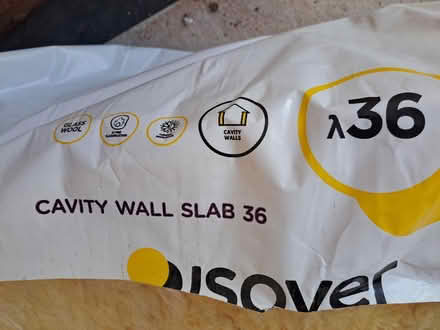 λ36
GLASS
WOOL
CAVITY
WALLS
CAVITY WALL SLAB 36
isover